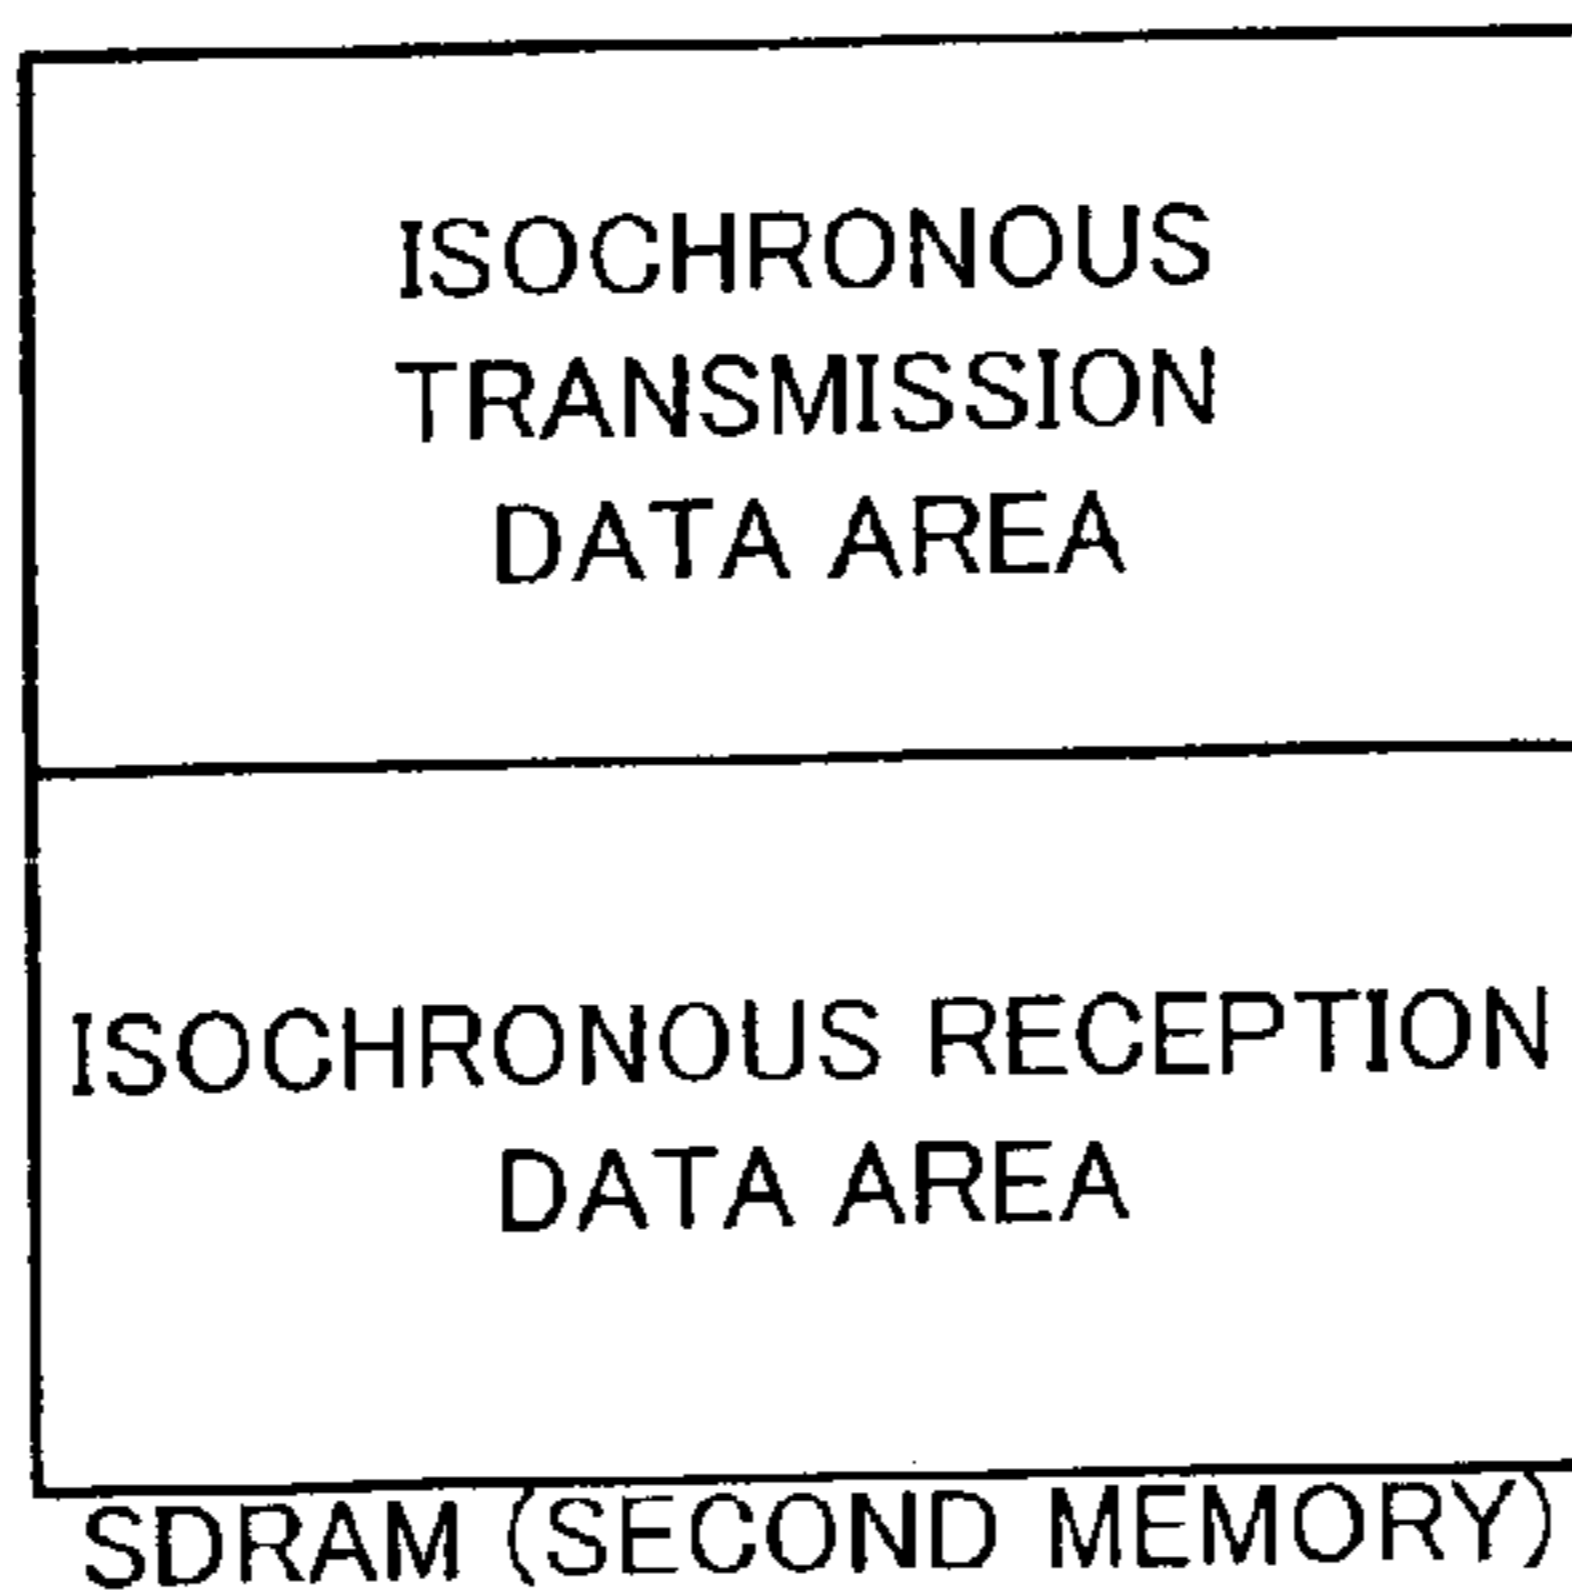 ISOCHRONOUS
TRANSMISSION
DATA AREA
ISOCHRONOUS RECEPTION
DATA AREA
SDRAM (SECOND MEMORY)